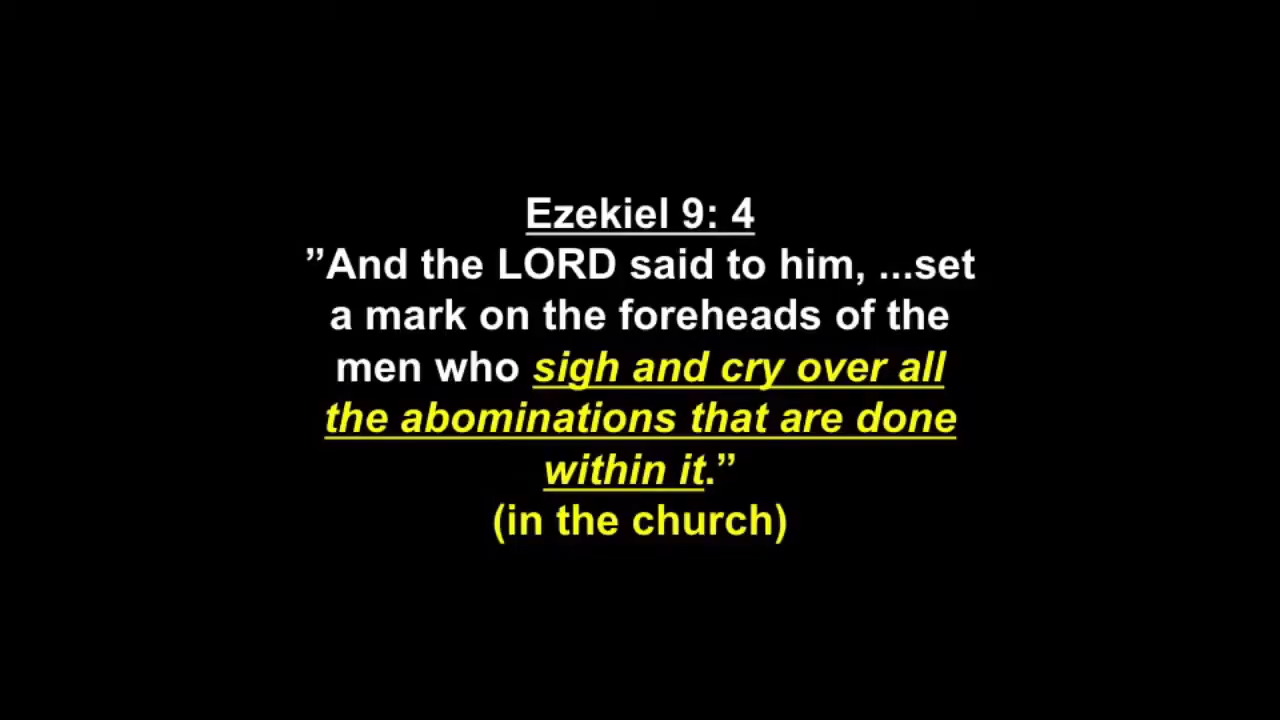 Ezekiel 9: 4
”And the LORD said to him, ...set
a mark on the foreheads of the
men who sigh and cry over all
the abominations that are done
within it.”
(in the church)